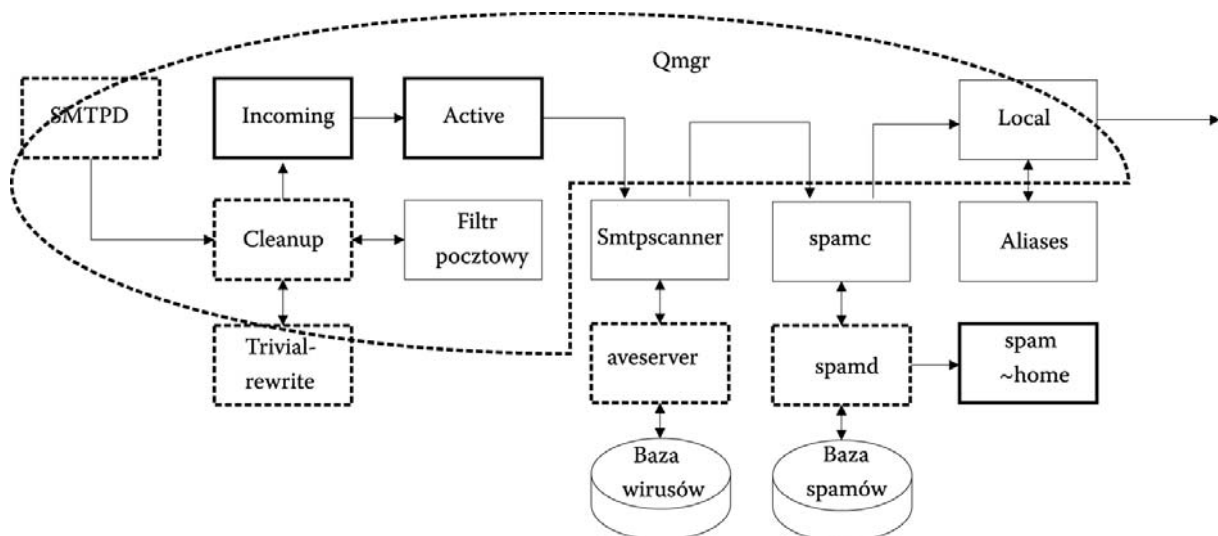 Qmgr
SMTPD
Incoming
Active
Local
Cleanup
Filtr
pocztowy
Smtpscanner
spamc
Aliases
Trivial-
rewrite
aveserver
spamd
spam
~home
Baza
wirusów
Baza
spamów